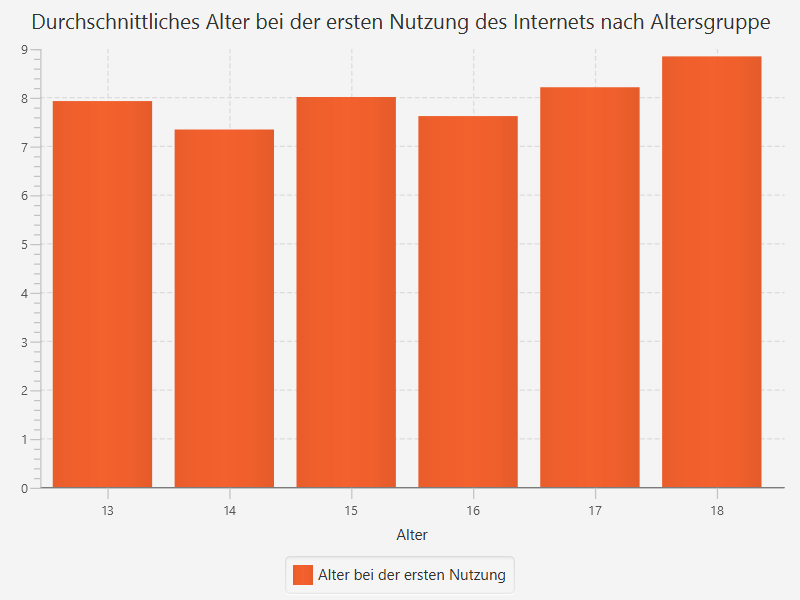 Durchschnittliches Alter bei der ersten Nutzung des Internets nach Altersgruppe
9
8
7
6
5
4
3
2
1
0
13 14 15 16 17 18
Alter
Alter bei der ersten Nutzung